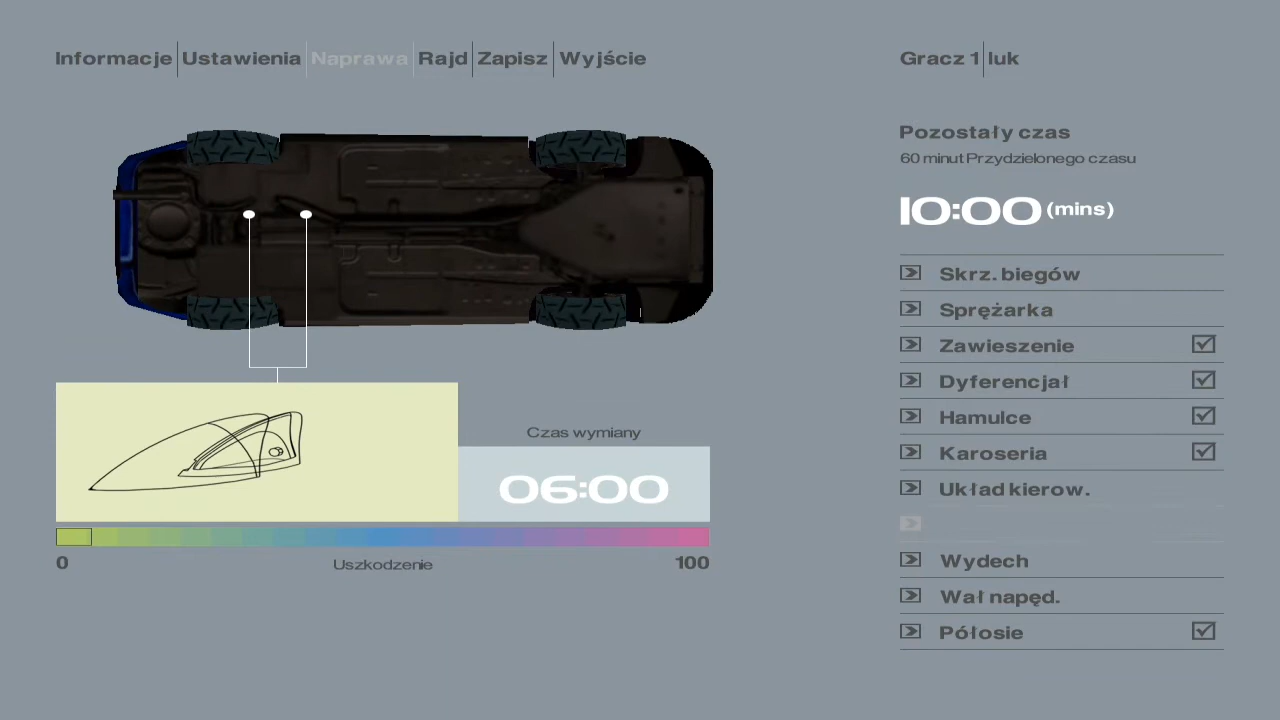 Informacje Ustawienia Naprawa Rajd Zapisz Wyjście
Gracz 1 luk
Pozostały czas
60 minut Przydzielonego czasu
10:00 (mins)
Skrz. biegów
Sprężarka
Zawieszenie
Dyferencjał
Hamulce
Karoseria
Układ kierow.
Wydech
Wał napęd.
Półosie
Czas wymiany
06:00
0 Uszkodzenie 100